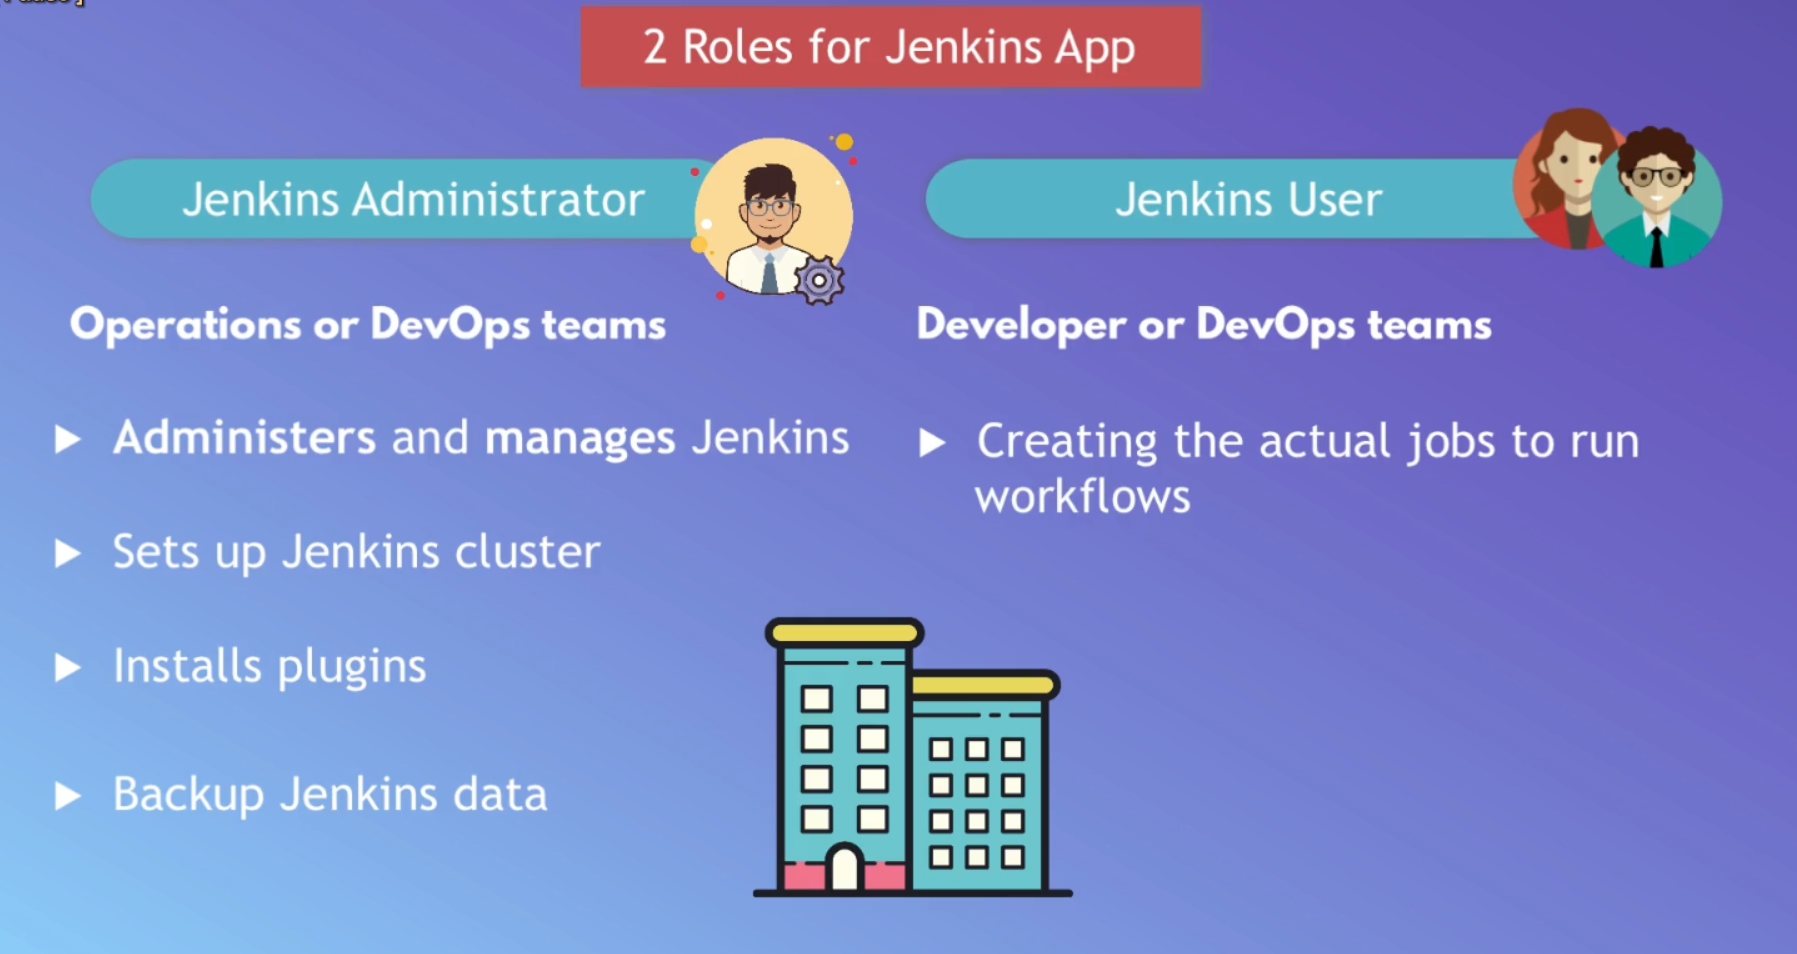 2 Roles for Jenkins App
Jenkins Administrator
Operations or DevOps teams
Administers and manages Jenkins
Sets up Jenkins cluster
Installs plugins
Backup Jenkins data
Jenkins User
Developer or DevOps teams
Creating the actual jobs to run
workflows